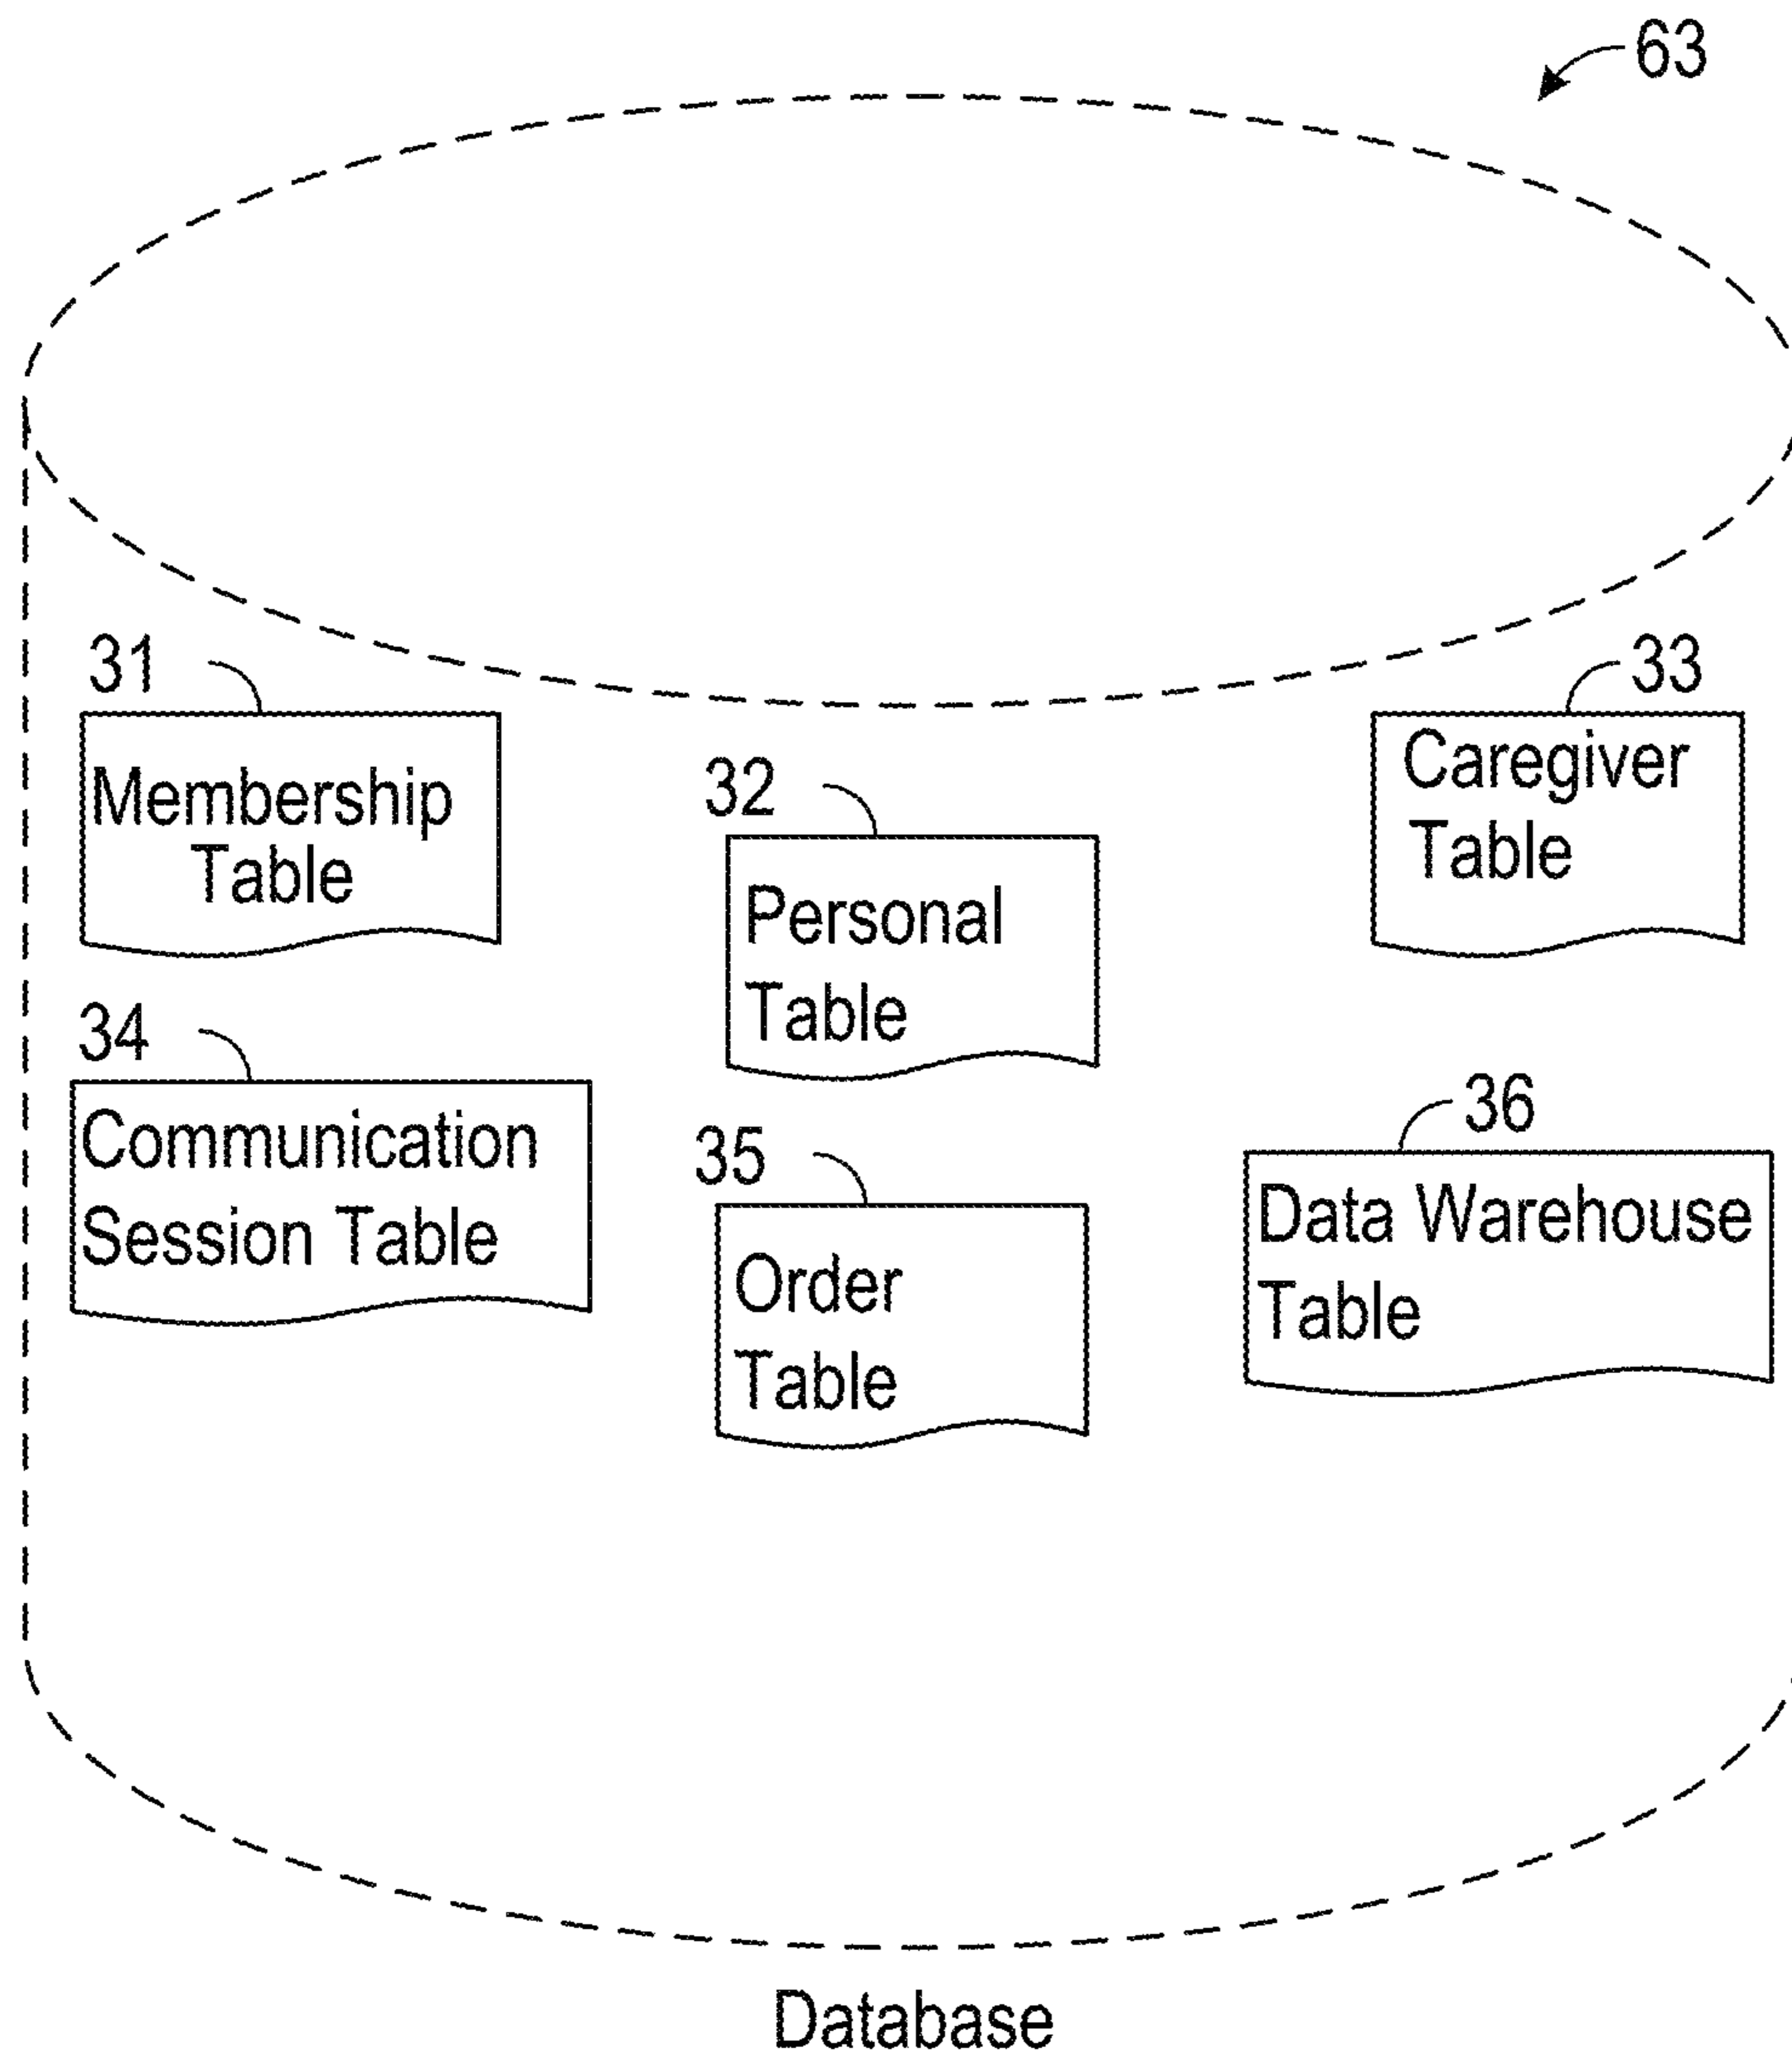 63
31
Membership
Table
32
Personal
Table
33
Caregiver
Table
34
Communication
Session Table
35
Order
Table
36
Data Warehouse
Table
Database